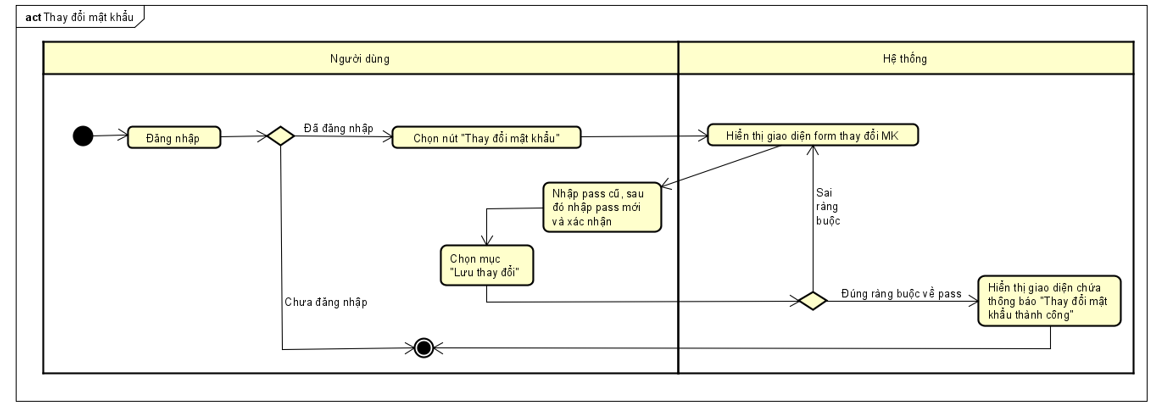 act Thay đổi mật khẩu
Người dùng
Hệ thống
Đăng nhập
Đã đăng nhập
Chọn nút "Thay đổi mật khẩu"
Hiển thị giao diện form thay đổi MK
Nhập pass cũ, sau
đó nhập pass mới
và xác nhận
Sai
ràng
buộc
Chọn mục
"Lưu thay đổi"
Chưa đăng nhập
Đúng ràng buộc về pass
Hiển thị giao diện chứa
thông báo "Thay đổi mật
khẩu thành công"